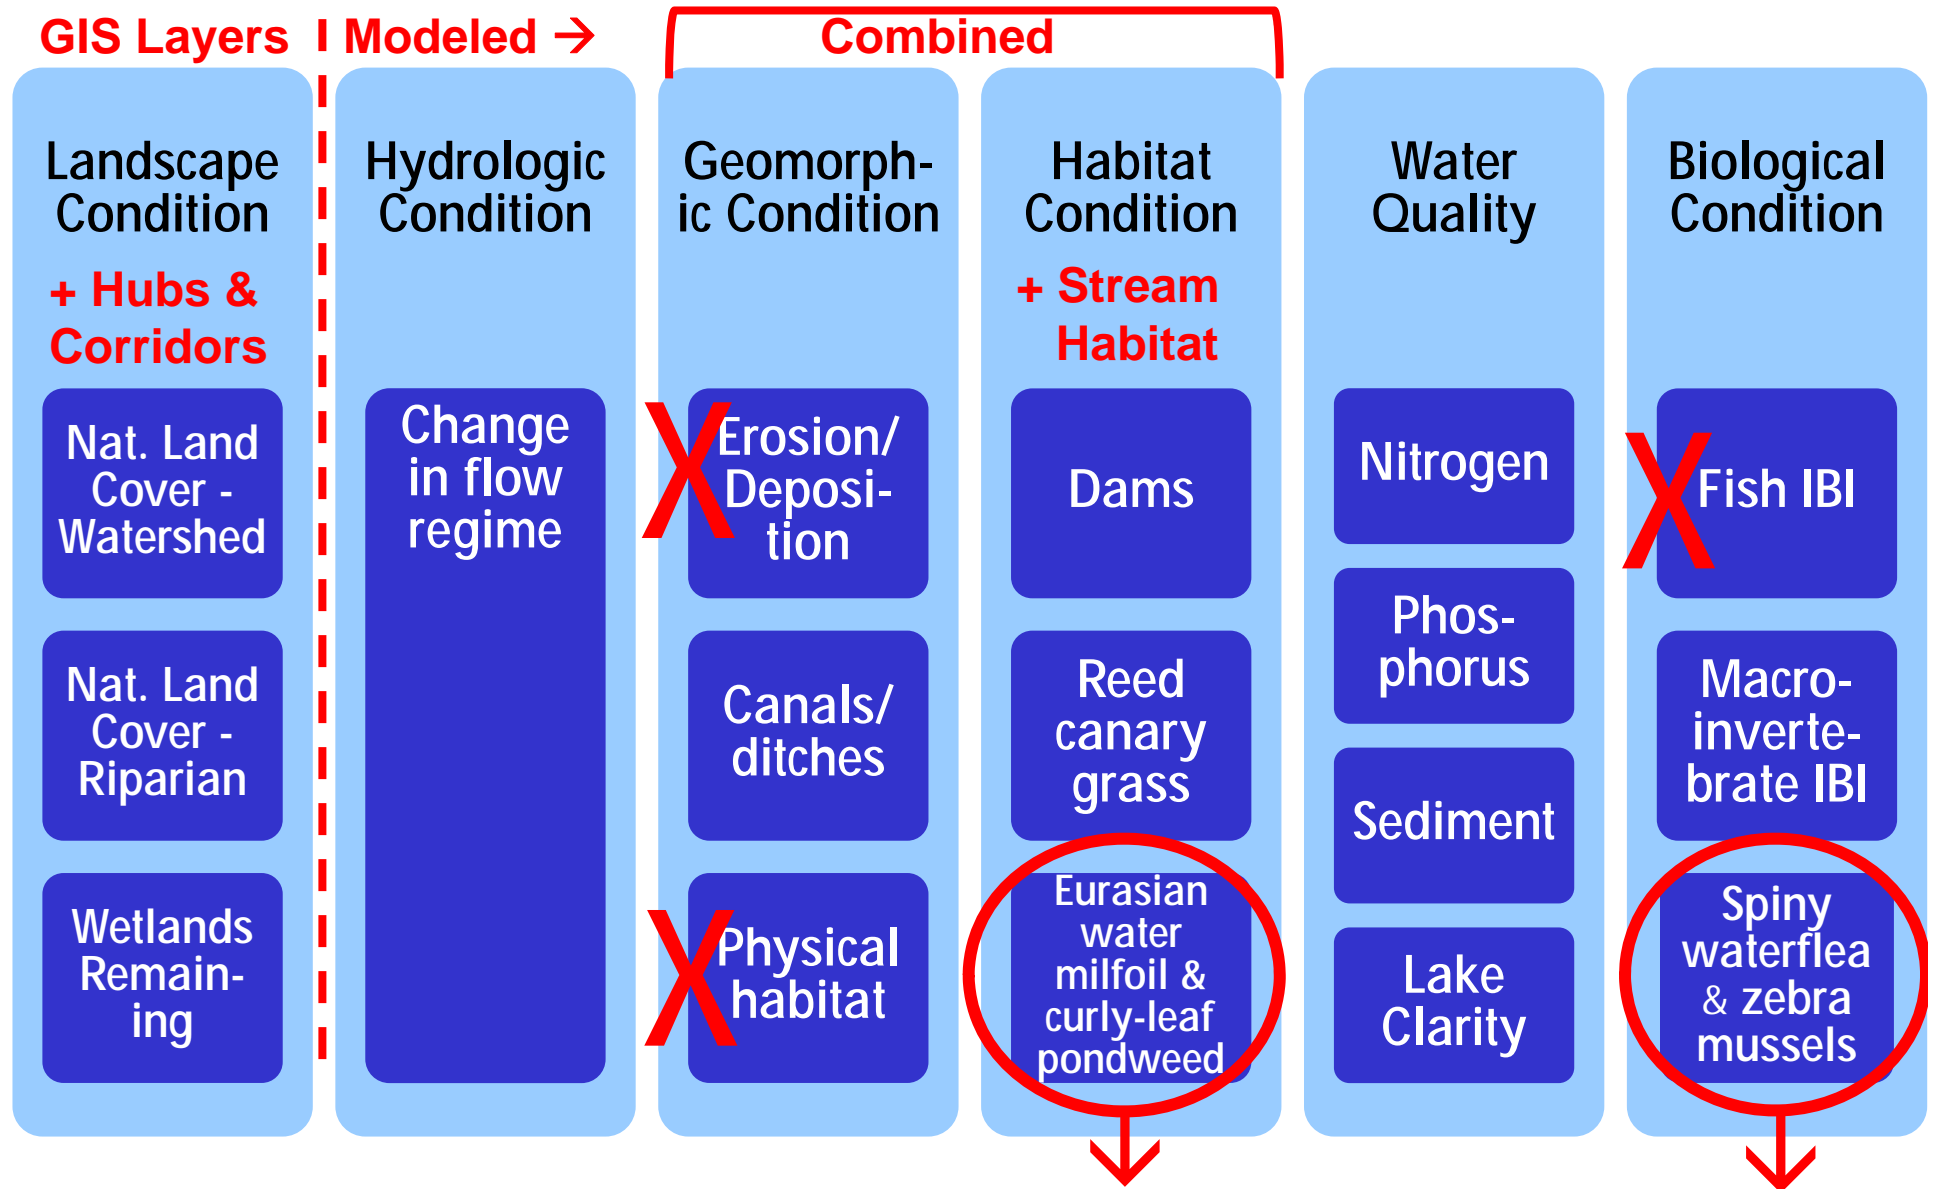 GIS Layers
Modeled →
Combined
Landscape
Condition
+ Hubs &
Corridors
Nat. Land
Cover -
Watershed
Nat. Land
Cover -
Riparian
Wetlands
Remain-
ing
Hydrologic
Condition
Change
in flow
regime
Geomorph-
ic Condition
X
Erosion/
Deposi-
tion
Canals/
ditches
X
Physical
habitat
Habitat
Condition
+ Stream
Habitat
Dams
Reed
canary
grass
Eurasian
water
milfoil &
curly-leaf
pondweed
Water
Quality
Nitrogen
Phos-
phorus
Sediment
Lake
Clarity
Biological
Condition
X
Fish IBI
Macro-
inverte-
brate IBI
Spiny
waterflea
& zebra
mussels